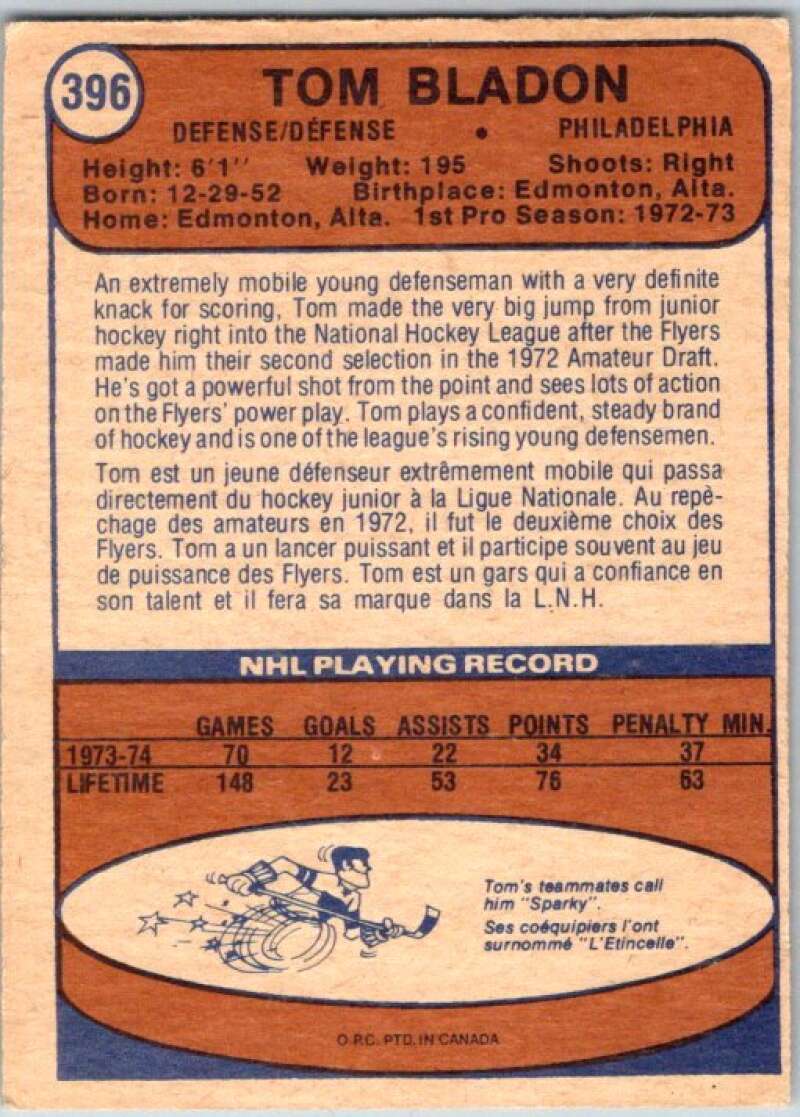 396
TOM BLADON
DEFENSE/DÉFENSE • PHILADELPHIA
Height: 6'1'' Weight: 195 Shoots: Right
Born: 12-29-52 Birthplace: Edmonton, Alta.
Home: Edmonton, Alta. 1st Pro Season: 1972-73
An extremely mobile young defenseman with a very definite
knack for scoring, Tom made the very big jump from junior
hockey right into the National Hockey League after the Flyers
made him their second selection in the 1972 Amateur Draft.
He's got a powerful shot from the point and sees lots of action
on the Flyers' power play. Tom plays a confident, steady brand
of hockey and is one of the league's rising young defensemen.
Tom est un jeune défenseur extrêmement mobile qui passa
directement du hockey junior à la Ligue Nationale. Au repê-
chage des amateurs en 1972, il fut le deuxième choix des
Flyers. Tom a un lancer puissant et il participe souvent au jeu
de puissance des Flyers. Tom est un gars qui a confiance en
son talent et il fera sa marque dans la L.N.H.
NHL PLAYING RECORD
GAMES GOALS ASSISTS POINTS PENALTY MIN.
1973-74 70 12 22 34 37
LIFETIME 148 23 53 76 63
Tom's teammates call
him "Sparky".
Ses coéquipiers l'ont
surnommé "L'Etincelle".
O.P.C. PTD. IN CANADA